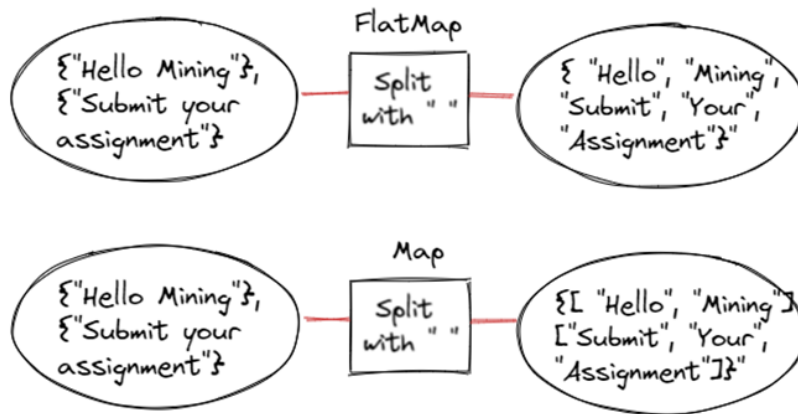 FlatMap
{"Hello Mining"},
{"Submit your
assignment"}
Split
with " "
{ "Hello", "Mining",
"Submit", "Your",
"Assignment"}"
Map
{"Hello Mining"},
{"Submit your
assignment"}
Split
with " "
{[ "Hello", "Mining"]
["Submit", "Your",
"Assignment"]}"